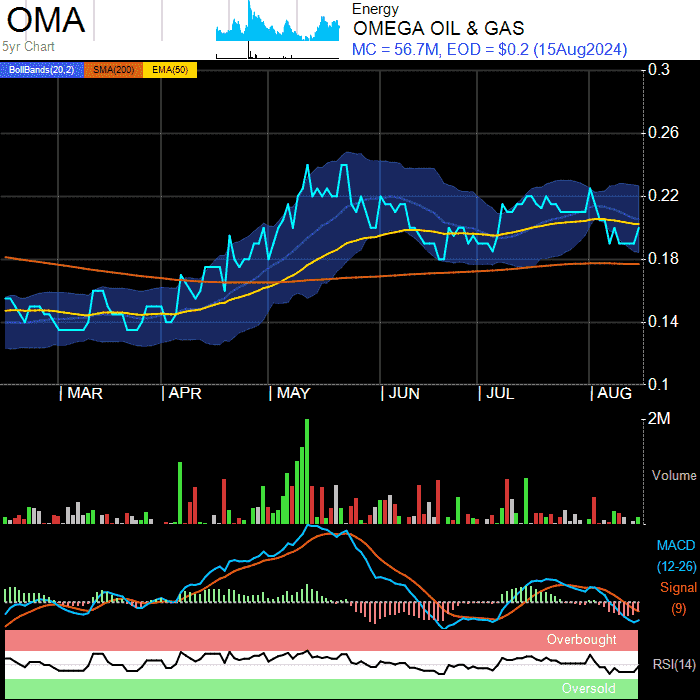 OMA
5yr Chart
Energy
OMEGA OIL & GAS
MC = 56.7M, EOD = $0.2 (15Aug2024)
BollBands(20,2) SMA(200) EMA(50)
0.3
0.26
0.22
0.18
0.14
0.1
MAR APR MAY JUN JUL AUG
2M
Volume
MACD
(12-26)
Signal
(9)
Overbought
RSI(14)
Oversold